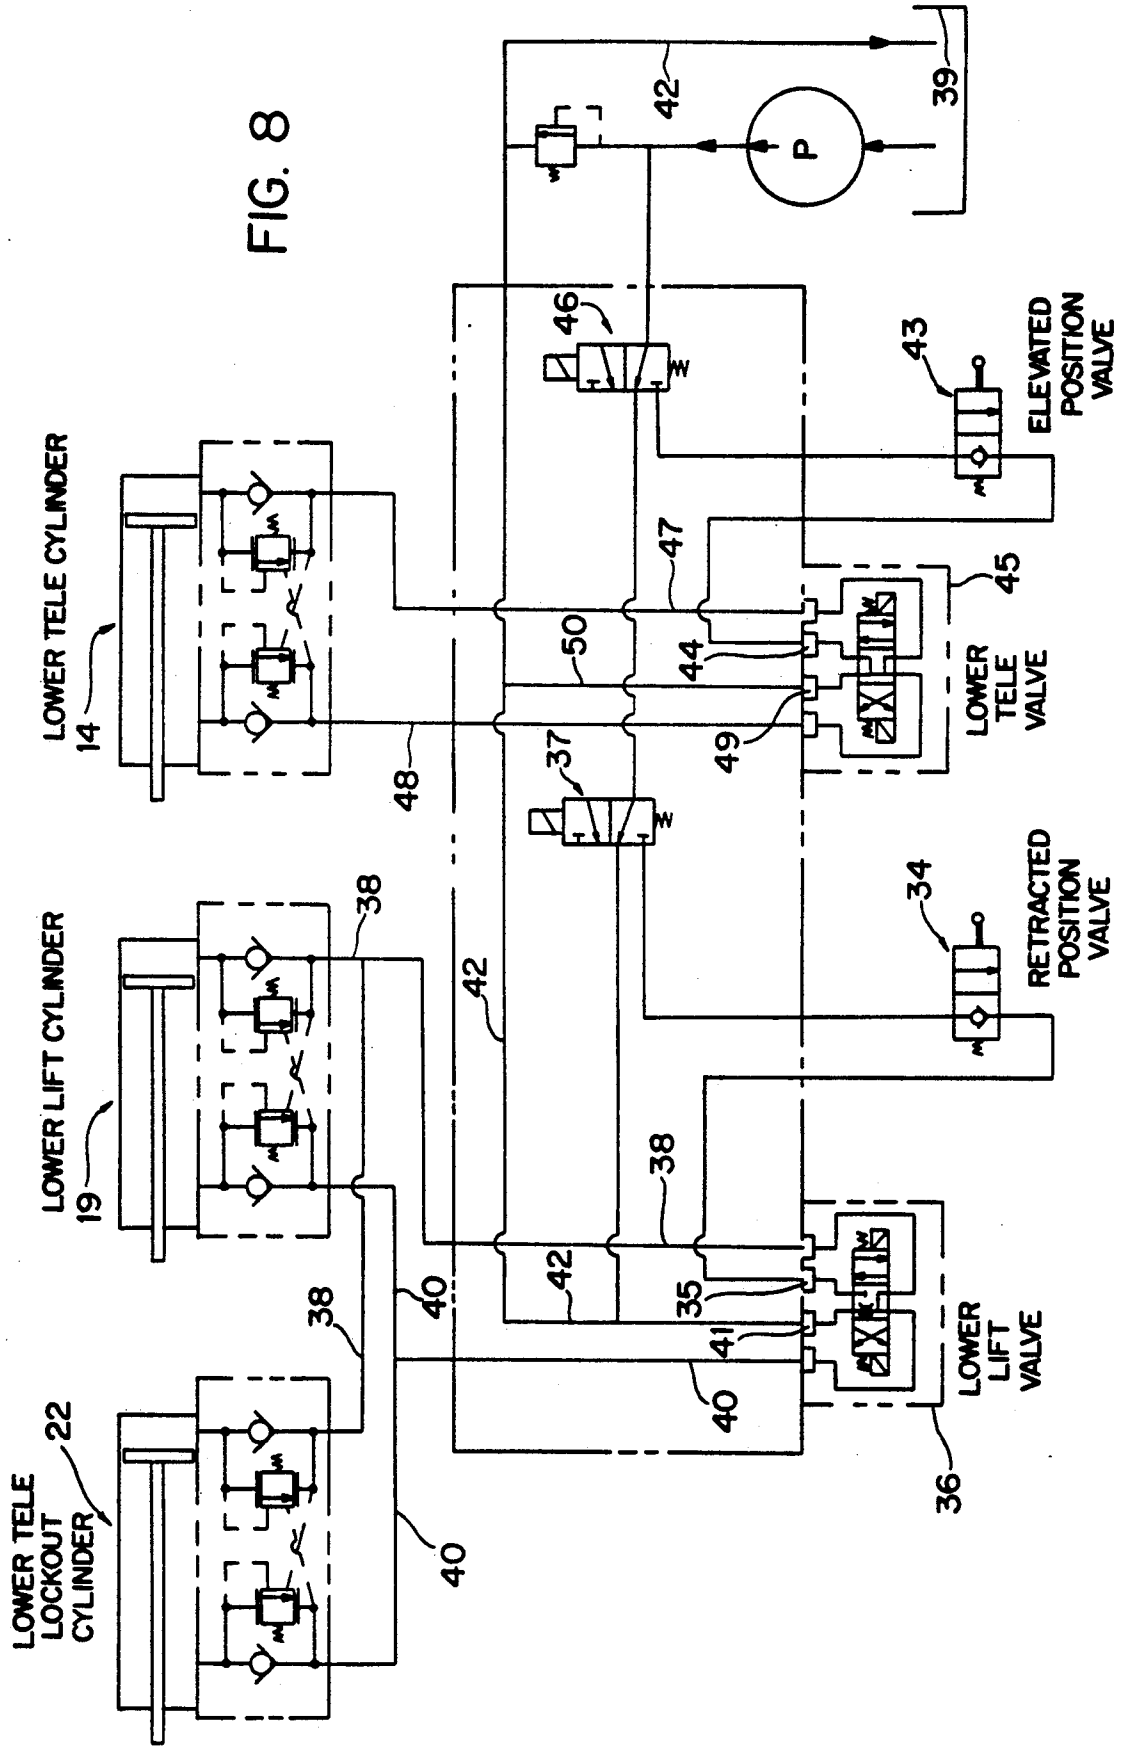 FIG. 8
LOWER TELE
LOCKOUT
CYLINDER
22
LOWER LIFT CYLINDER
19
LOWER TELE CYLINDER
14
38
40
40
38
48
42
37
46
42
P
39
42
40
41
35
38
49
50
44
47
36
LOWER
LIFT
VALVE
34
RETRACTED
POSITION
VALVE
LOWER
TELE
VALVE
45
43
ELEVATED
POSITION
VALVE